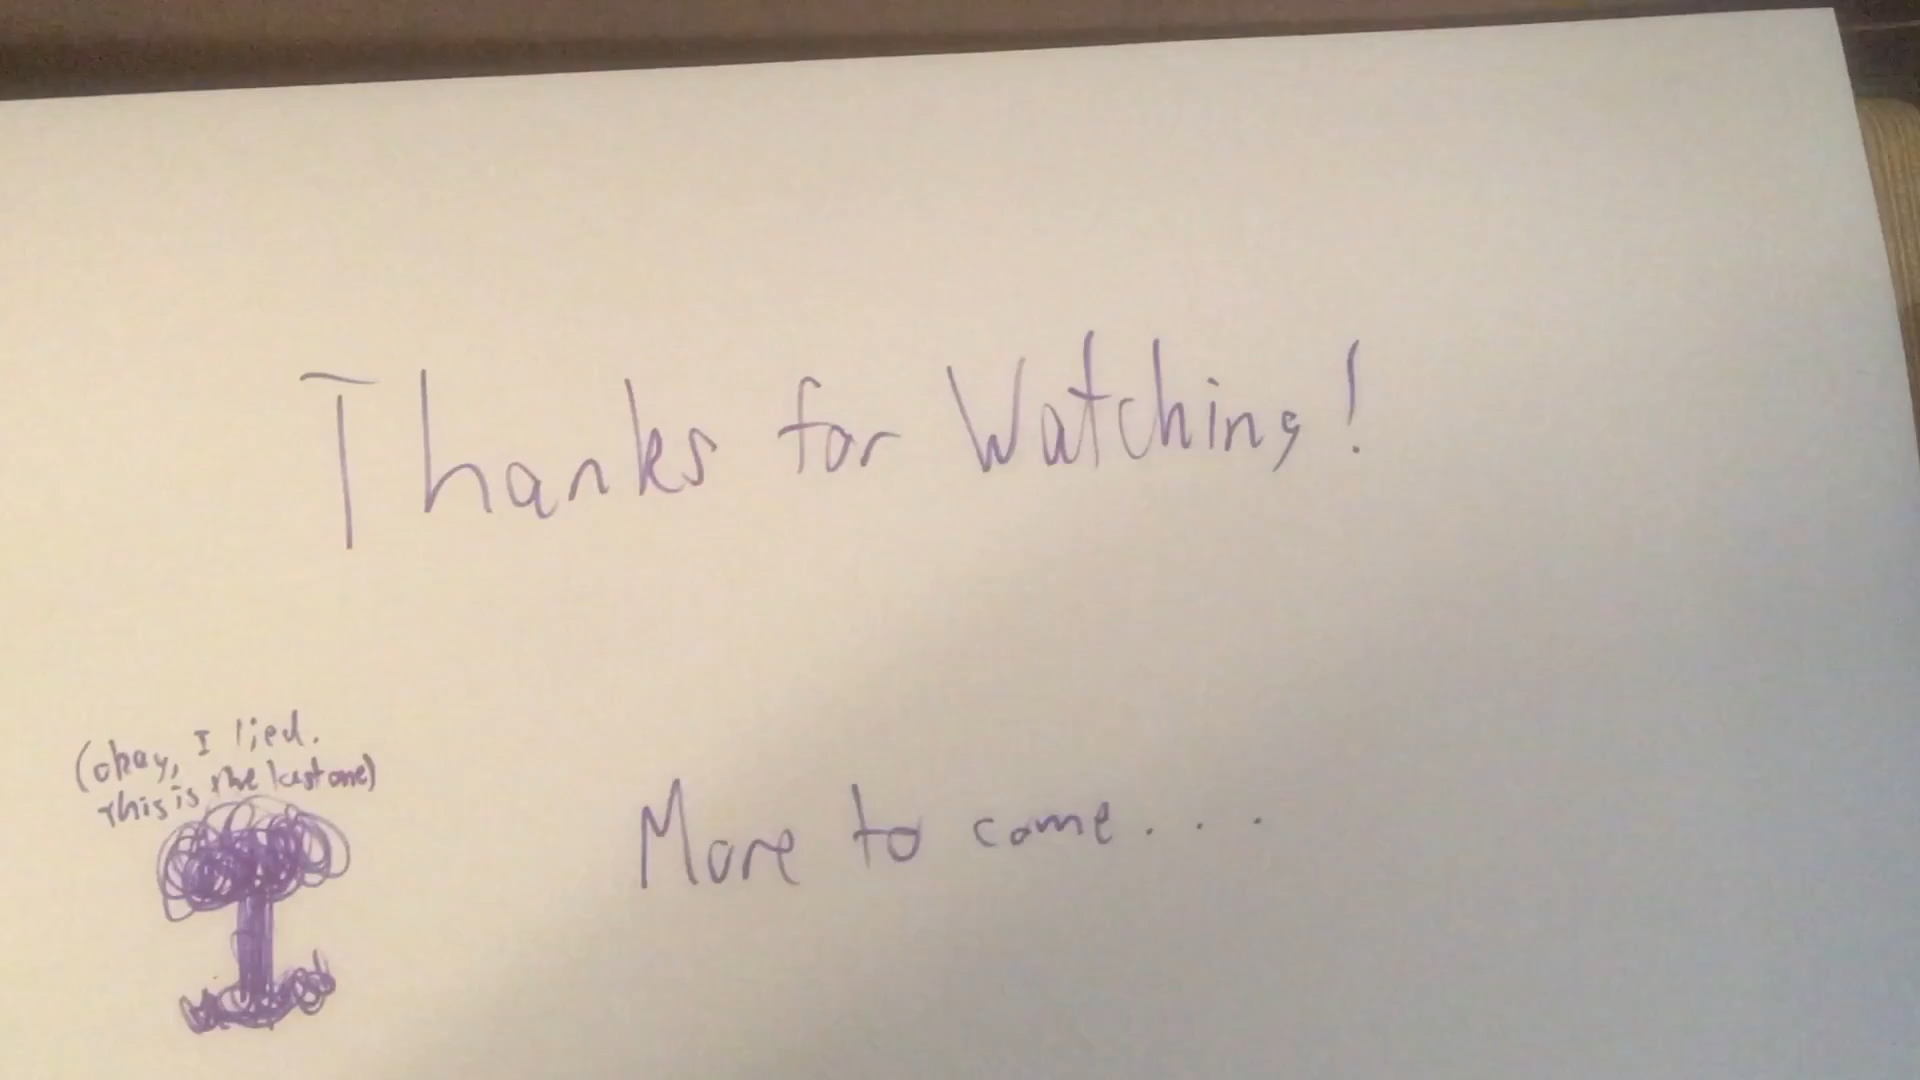 Thanks for Watching!
(okay, I lied.
This is the last one)
More to come...